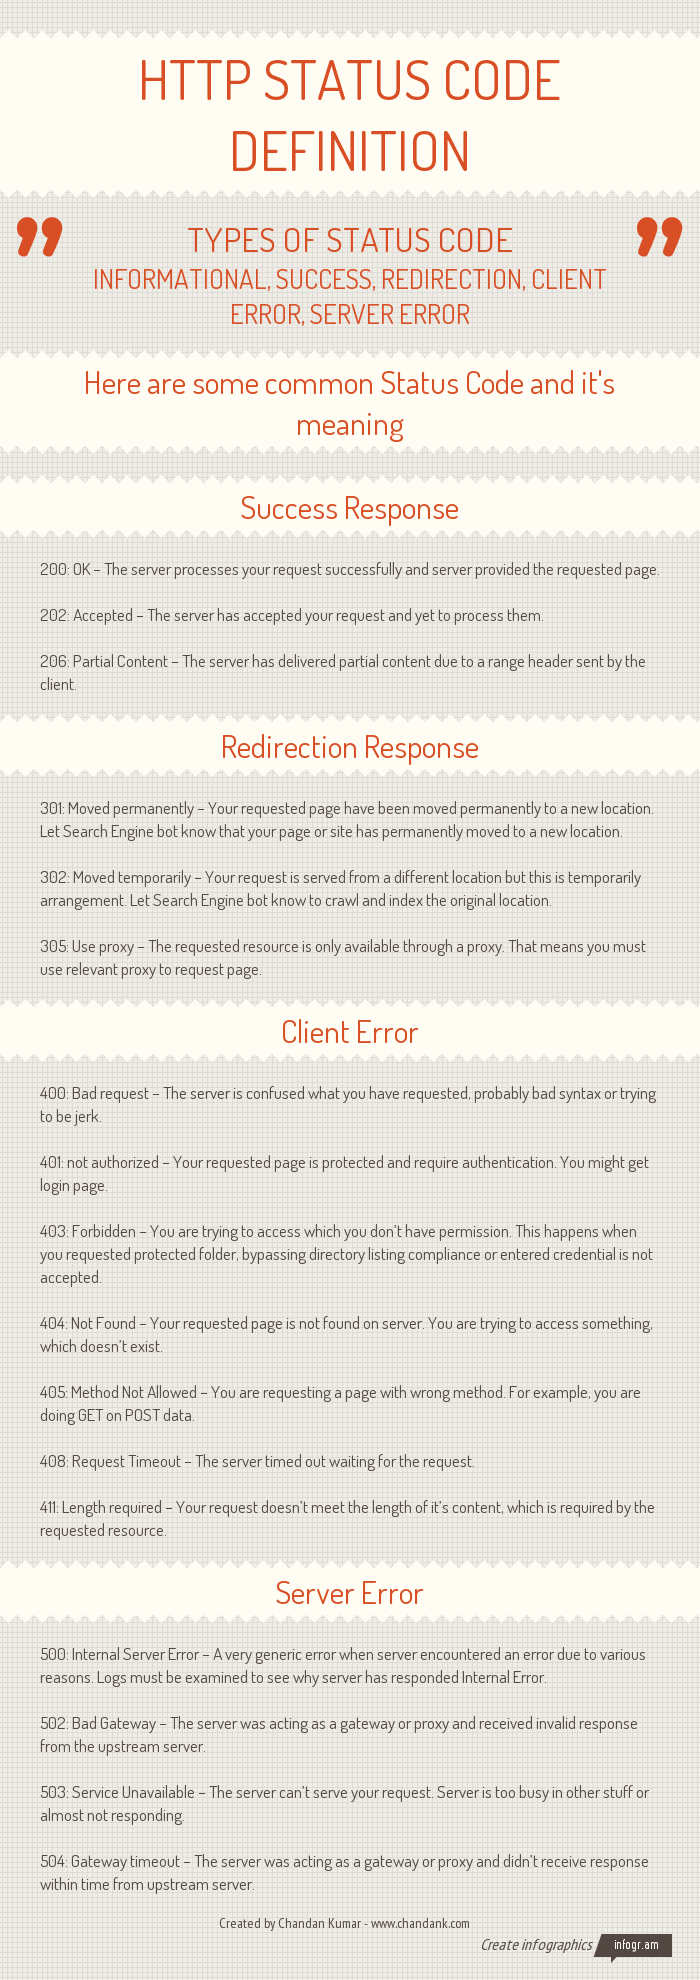 HTTP STATUS CODE
DEFINITION
TYPES OF STATUS CODE
INFORMATIONAL, SUCCESS, REDIRECTION, CLIENT
ERROR, SERVER ERROR
Here are some common Status Code and it's
meaning
Success Response
200: OK – The server processes your request successfully and server provided the requested page.
202: Accepted – The server has accepted your request and yet to process them.
206: Partial Content – The server has delivered partial content due to a range header sent by the
client.
Redirection Response
301: Moved permanently – Your requested page have been moved permanently to a new location.
Let Search Engine bot know that your page or site has permanently moved to a new location.
302: Moved temporarily – Your request is served from a different location but this is temporarily
arrangement. Let Search Engine bot know to crawl and index the original location.
305: Use proxy – The requested resource is only available through a proxy. That means you must
use relevant proxy to request page.
Client Error
400: Bad request – The server is confused what you have requested, probably bad syntax or trying
to be jerk.
401: not authorized – Your requested page is protected and require authentication. You might get
login page.
403: Forbidden – You are trying to access which you don't have permission. This happens when
you requested protected folder, bypassing directory listing compliance or entered credential is not
accepted.
404: Not Found – Your requested page is not found on server. You are trying to access something,
which doesn't exist.
405: Method Not Allowed – You are requesting a page with wrong method. For example, you are
doing GET on POST data.
408: Request Timeout – The server timed out waiting for the request.
411: Length required – Your request doesn't meet the length of it's content, which is required by the
requested resource.
Server Error
500: Internal Server Error – A very generic error when server encountered an error due to various
reasons. Logs must be examined to see why server has responded Internal Error.
502: Bad Gateway – The server was acting as a gateway or proxy and received invalid response
from the upstream server.
503: Service Unavailable – The server can't serve your request. Server is too busy in other stuff or
almost not responding.
504: Gateway timeout – The server was acting as a gateway or proxy and didn't receive response
within time from upstream server.
Created by Chandan Kumar - www.chandank.com
Create infographics infogr.am